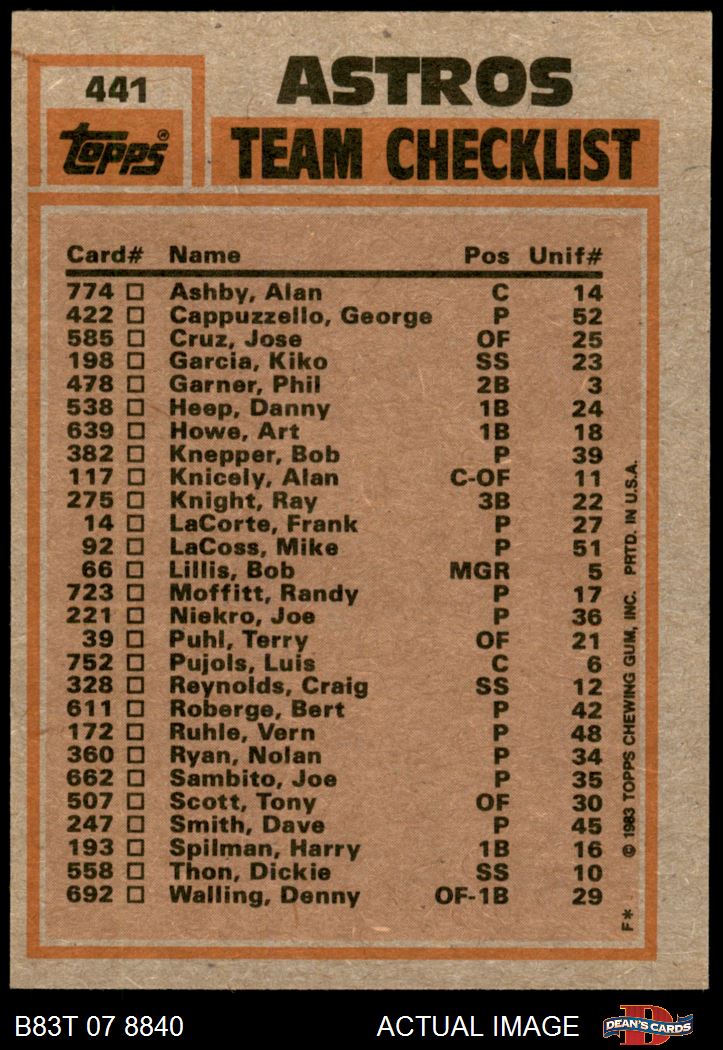 441
ASTROS
Topps®
TEAM CHECKLIST
Card# Name Pos Unif#
774 Ashby, Alan C 14
422 Cappuzzello, George P 52
585 Cruz, Jose OF 25
198 Garcia, Kiko SS 23
478 Garner, Phil 2B 3
538 Heep, Danny 1B 24
639 Howe, Art 1B 18
382 Knepper, Bob P 39
117 Knicely, Alan C-OF 11
275 Knight, Ray 3B 22
14 LaCorte, Frank P 27
92 LaCoss, Mike P 51
66 Lillis, Bob MGR 5
723 Moffitt, Randy P 17
221 Niekro, Joe P 36
39 Puhl, Terry OF 21
752 Pujols, Luis C 6
328 Reynolds, Craig SS 12
611 Roberge, Bert P 42
172 Ruhle, Vern P 48
360 Ryan, Nolan P 34
662 Sambito, Joe P 35
507 Scott, Tony OF 30
247 Smith, Dave P 45
193 Spilman, Harry 1B 16
558 Thon, Dickie SS 10
692 Walling, Denny OF-1B 29
F* © 1983 TOPPS CHEWING GUM, INC. PRTD. IN U.S.A.
B83T 07 8840 ACTUAL IMAGE
D
DEAN'S CARDS